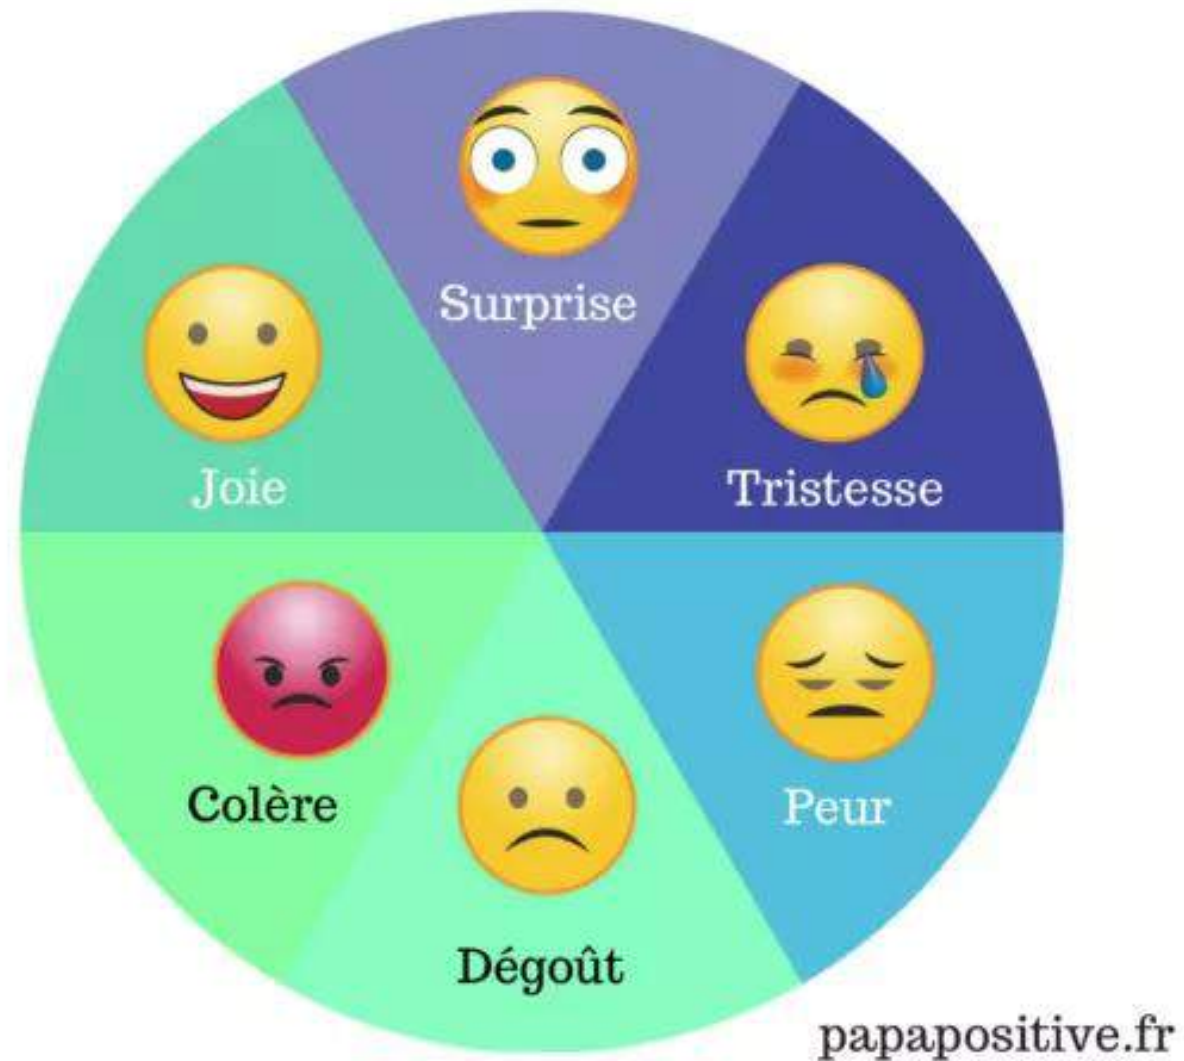 Surprise
Joie
Tristesse
Colère
Peur
Dégoût
papapositive.fr